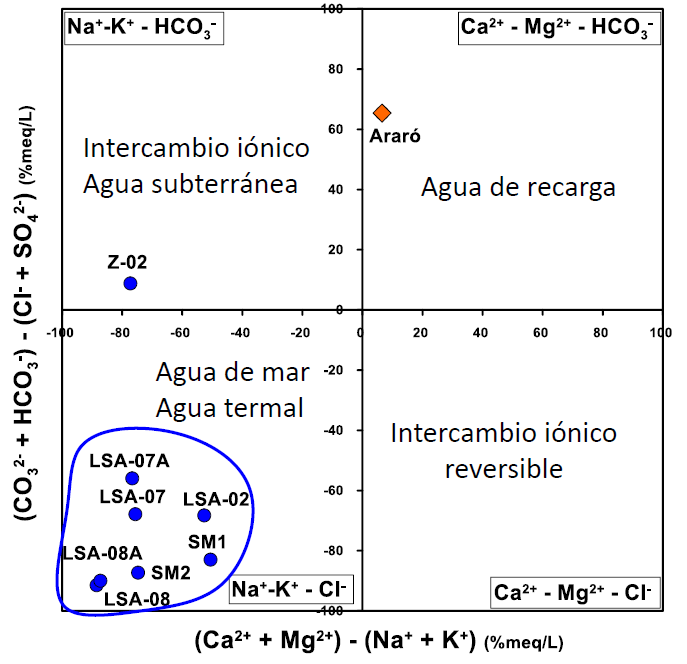 Na⁺-K⁺ - HCO₃⁻
Ca²⁺ - Mg²⁺ - HCO₃⁻
100
80
60
40
20
0
-100 -80 -60 -40 -20 0 20 40 60 80 100
-20
-40
-60
-80
-100
Araró
Intercambio iónico
Agua subterránea
Agua de recarga
Z-02
Agua de mar
Agua termal
Intercambio iónico
reversible
LSA-07A
LSA-07
LSA-02
SM1
LSA-08A
SM2
LSA-08
Na⁺-K⁺ - Cl⁻
Ca²⁺ - Mg²⁺ - Cl⁻
(CO₃²⁻ + HCO₃⁻) - (Cl⁻ + SO₄²⁻) (%meq/L)
(Ca²⁺ + Mg²⁺) - (Na⁺ + K⁺) (%meq/L)